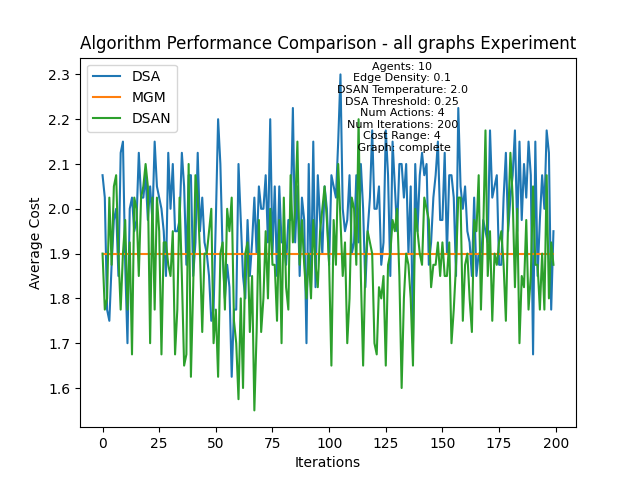 Algorithm Performance Comparison - all graphs Experiment
DSA
MGM
DSAN
Agents: 10
Edge Density: 0.1
DSAN Temperature: 2.0
DSA Threshold: 0.25
Num Actions: 4
Num Iterations: 200
Cost Range: 4
Graph: complete
2.3
2.2
2.1
2.0
1.9
1.8
1.7
1.6
Average Cost
0
25
50
75
100
125
150
175
200
Iterations